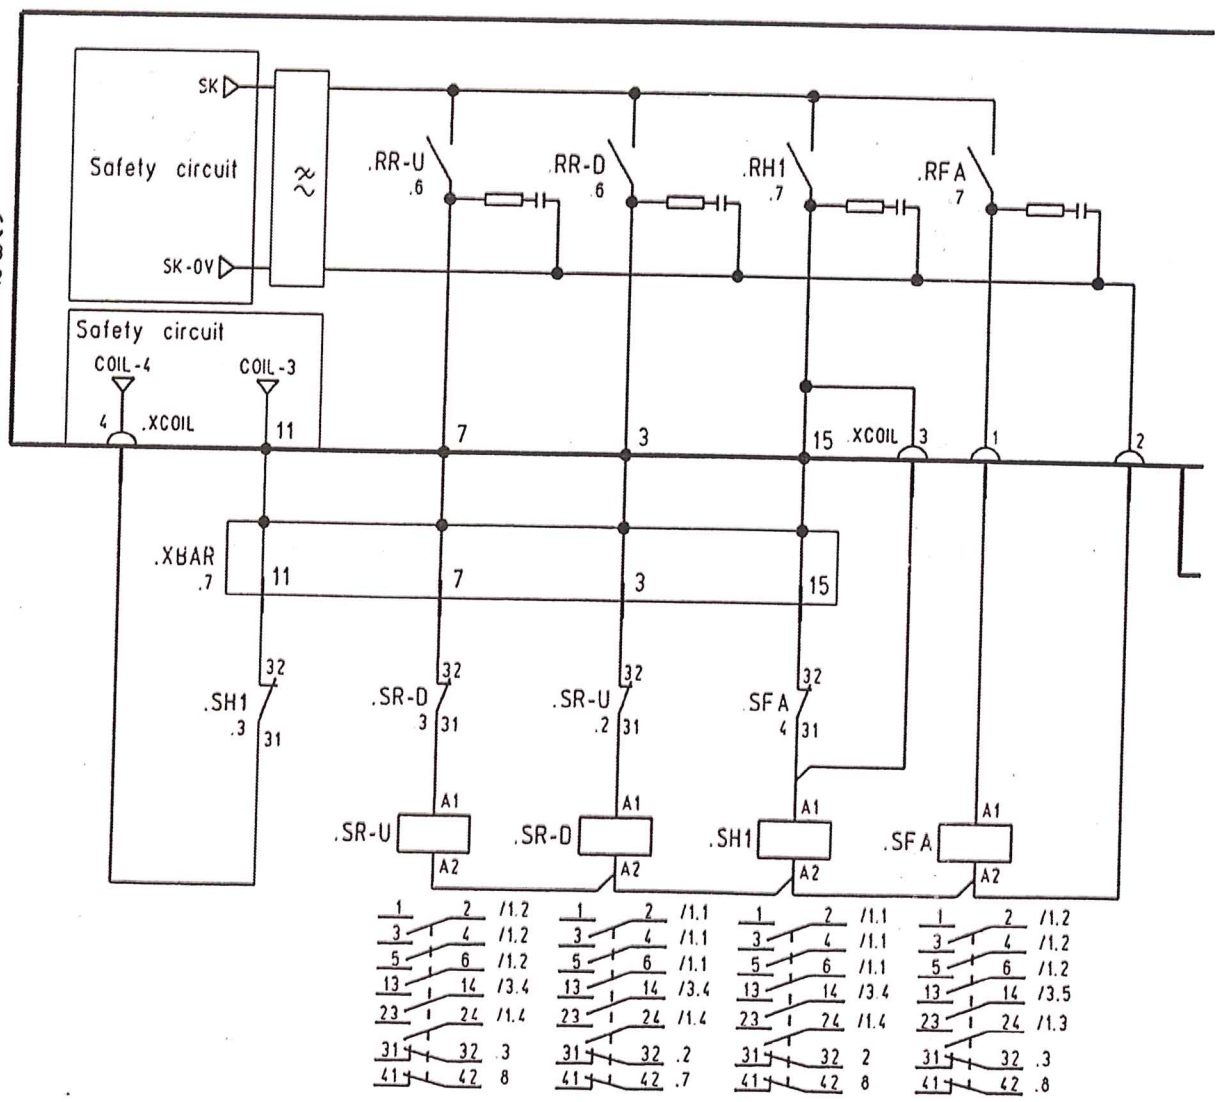 SK
Safety circuit
SK-0V
.RR-U
.6
.RR-D
6
.RH1
.7
.RFA
7
Safety circuit
COIL-4
COIL-3
4
.XCOIL
11
7
3
15
XCOIL
3
1
2
.XBAR
.7
11
7
3
15
32
.SH1
.3
31
32
.SR-D
3
31
32
.SR-U
.2
31
32
.SFA
4
31
A1
.SR-U
A2
A1
.SR-D
A2
A1
.SH1
A2
A1
.SFA
A2
1 2 /1.2
3 4 /1.2
5 6 /1.2
13 14 /3.4
23 24 /1.4
31 32 .3
41 42 8
1 2 /1.1
3 4 /1.1
5 6 /1.1
13 14 /3.4
23 24 /1.4
31 32 .2
41 42 .7
1 2 /1.1
3 4 /1.1
5 6 /1.1
13 14 /3.4
23 24 /1.4
31 32 2
41 42 8
1 2 /1.2
3 4 /1.2
5 6 /1.2
13 14 /3.5
23 24 /1.3
31 32 .3
41 42 .8